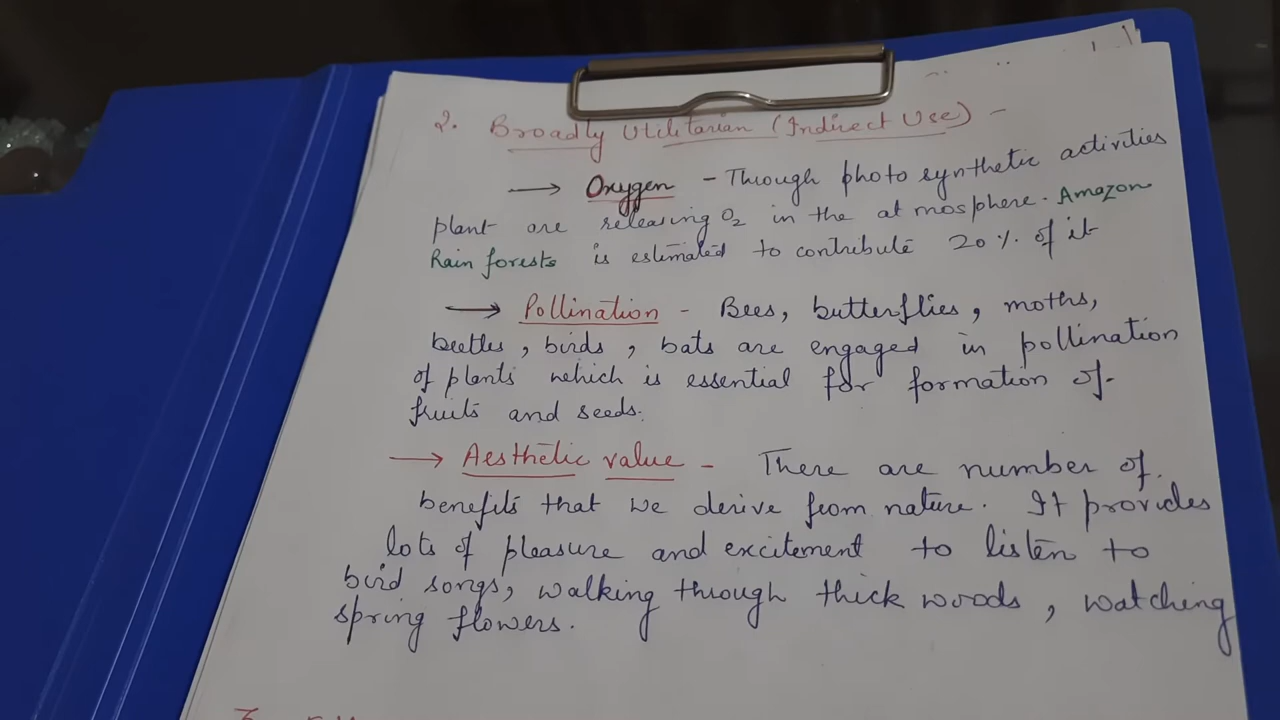 2. Broadly Utilitarian (Indirect Use) -
→ Oxygen - Through photo synthetic activities
plant are releasing O₂ in the atmosphere. Amazon
Rain forests is estimated to contribute 20% of it
→ Pollination - Bees, butterflies, moths,
beetles, birds, bats are engaged in pollination
of plants which is essential for formation of
fruits and seeds.
→ Aesthetic value - There are number of
benefits that we derive from nature. It provides
lots of pleasure and excitement to listen to
bird songs, walking through thick woods, watching
spring flowers.
3.